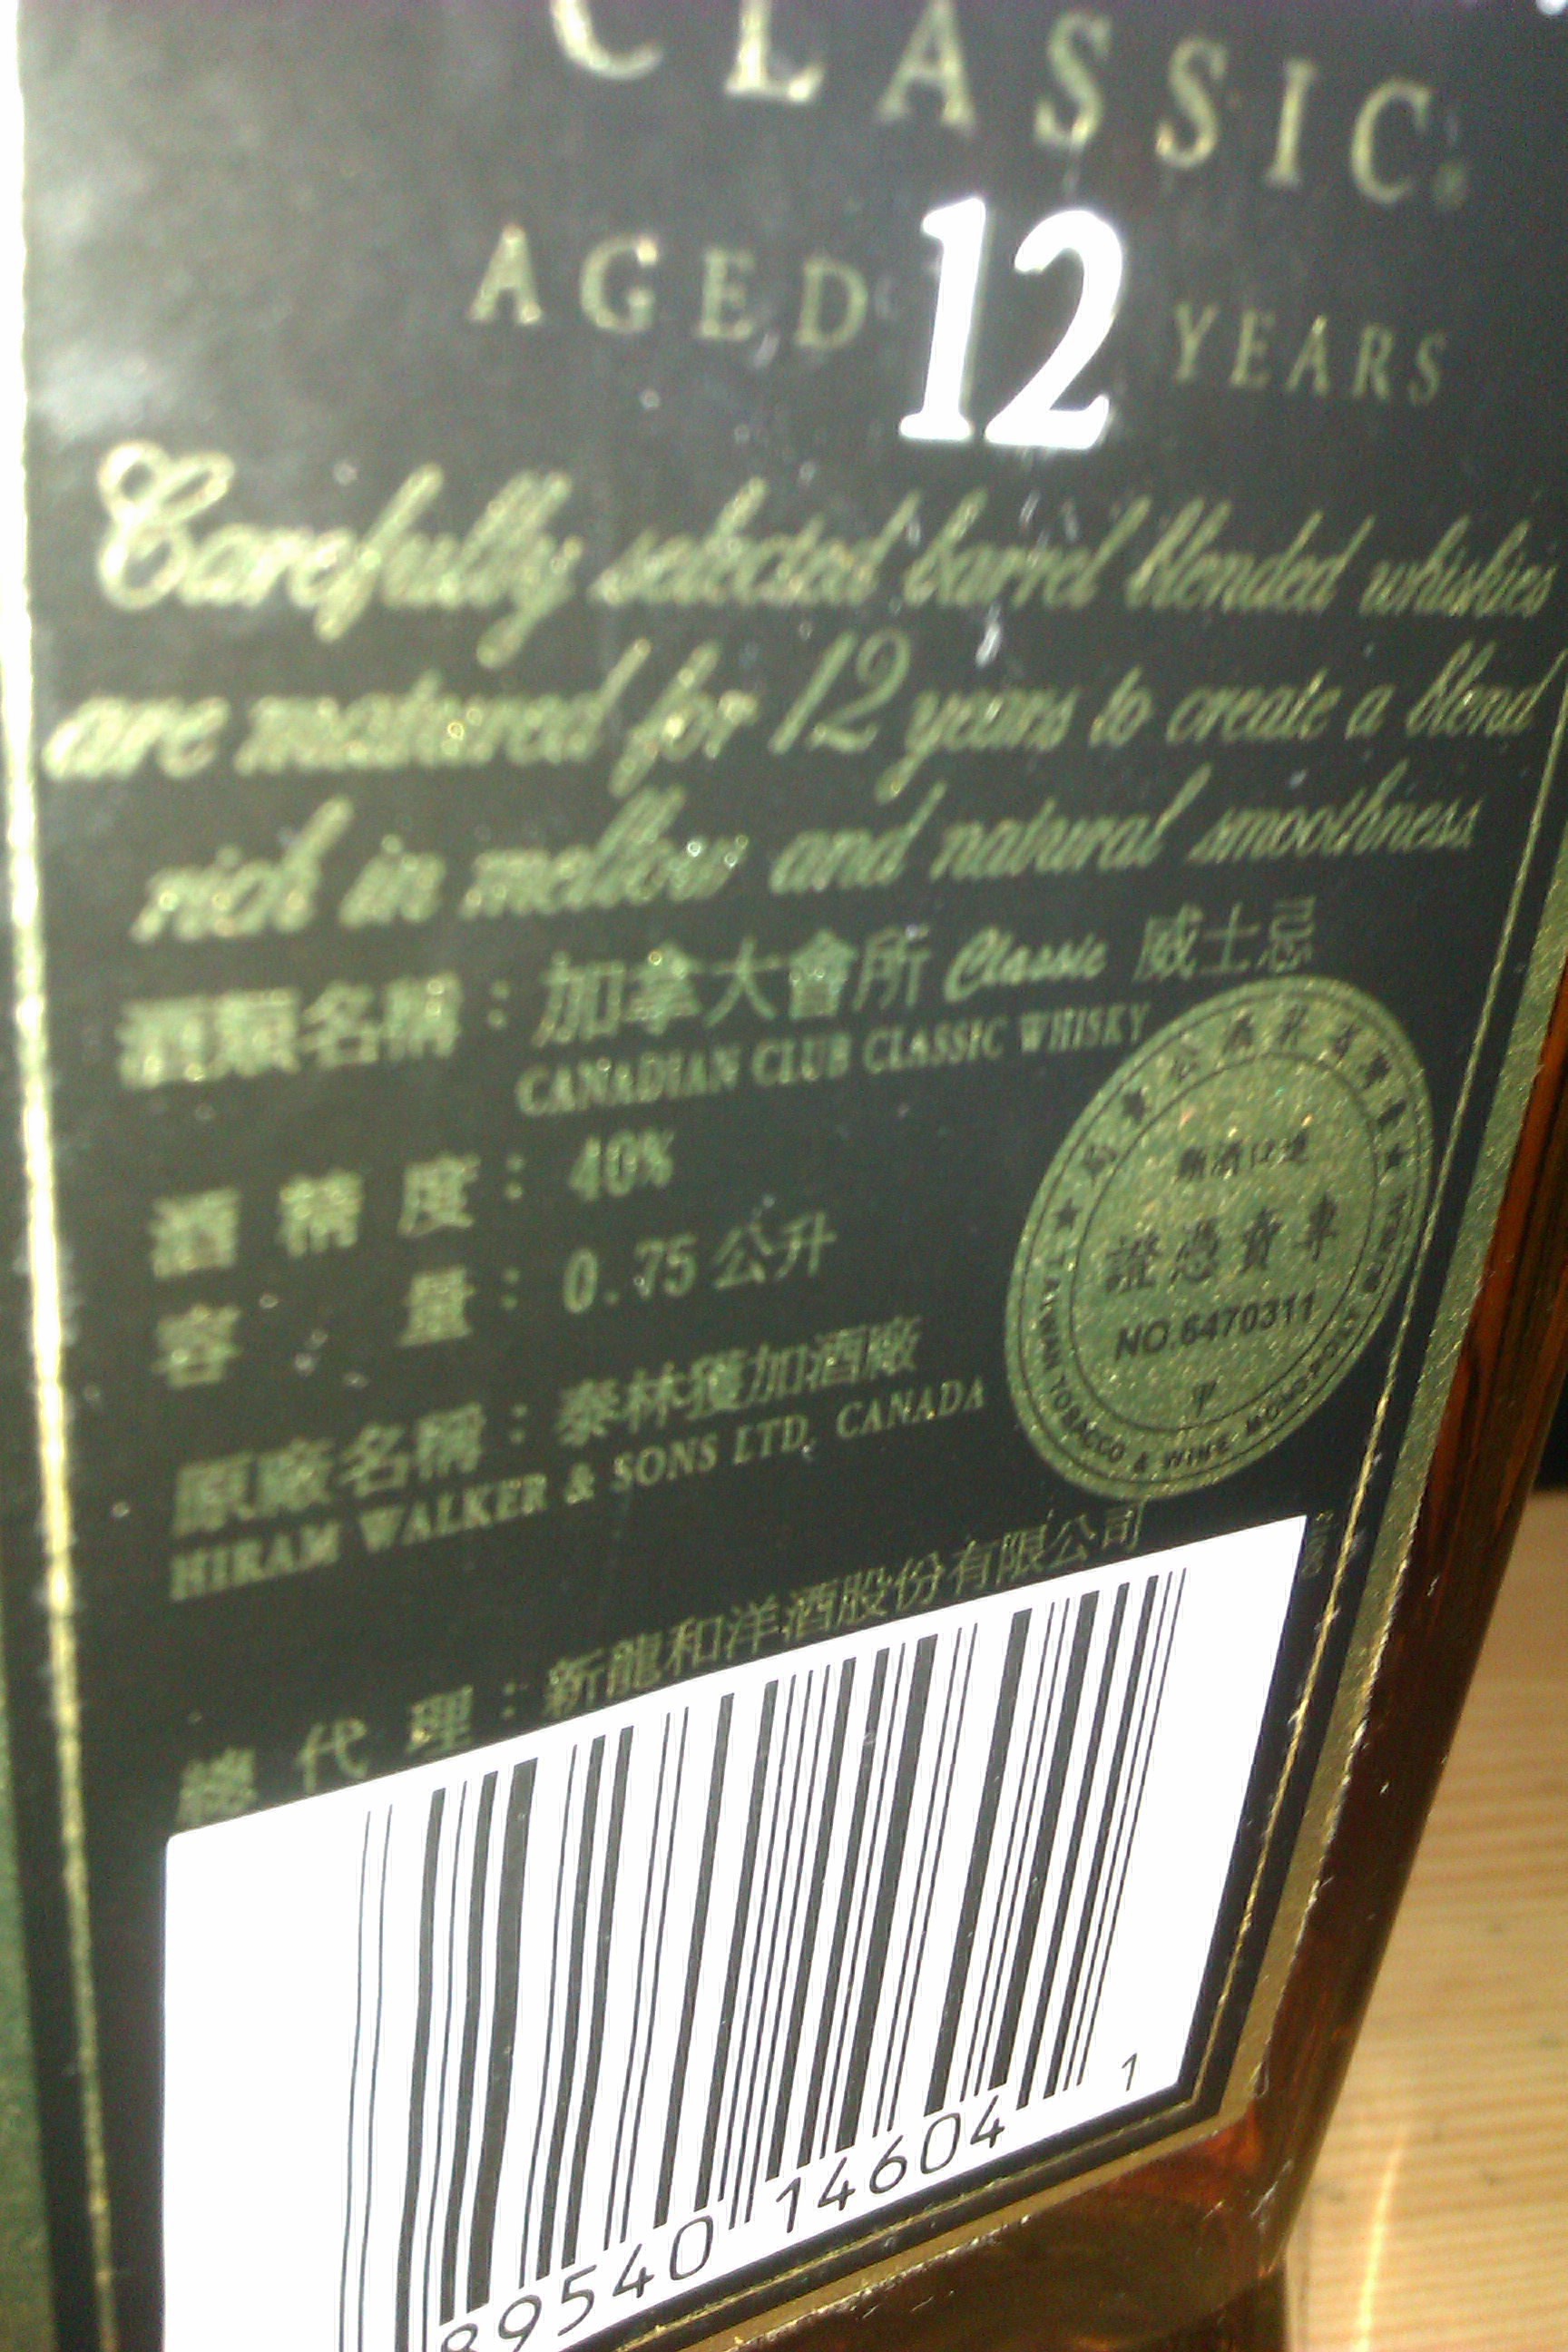 CLASSIC
AGED 12 YEARS
Carefully selected barrel blended whiskies
are matured for 12 years to create a blend
rich in mellow and natural smoothness.
酒類名稱：加拿大會所 Classic 威士忌
CANADIAN CLUB CLASSIC WHISKY
酒精度：40%
容量：0.75公升
原廠名稱：泰林獲加酒廠
HIRAM WALKER & SONS LTD, CANADA
證憑賣專
NO.6470311
TAIWAN TOBACCO & WINE MONOPOLY
總代理：新龍和洋酒股份有限公司
89540 14604 1